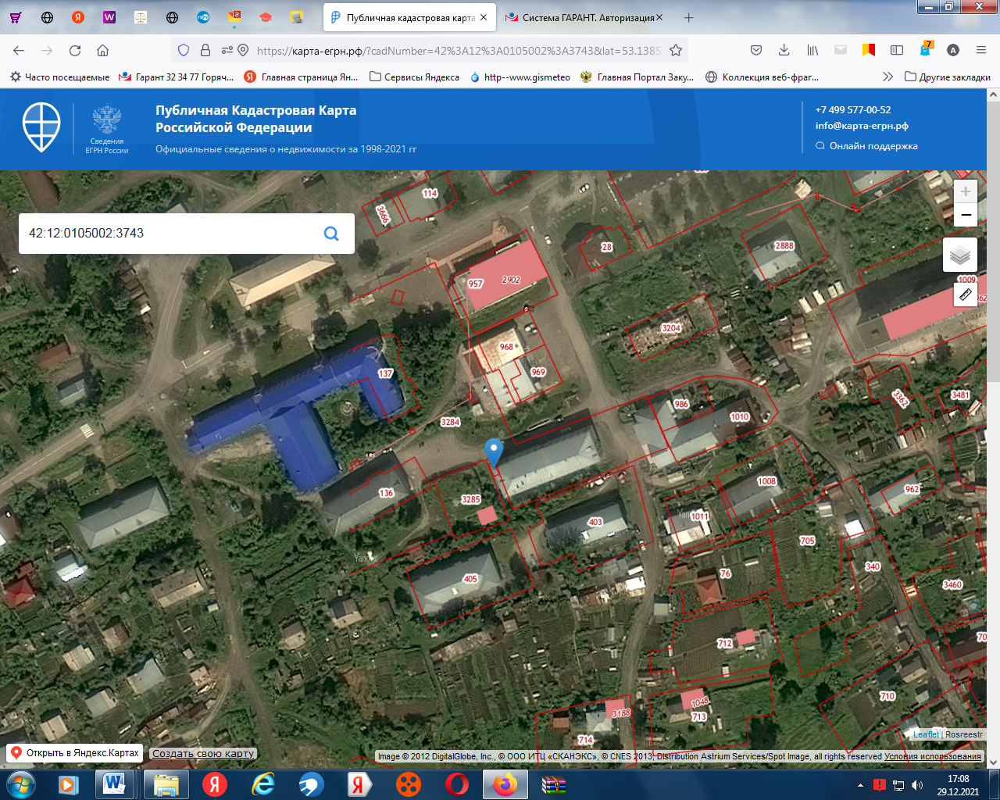 Публичная кадастровая карта
Система ГАРАНТ. Авторизация
https://карта-егрн.рф/?cadNumber=42%3A12%3A0105002%3A3743&lat=53.1385
7
Часто посещаемые
Гарант 32 34 77 Горяч...
Главная страница Ян...
Сервисы Яндекса
http--www.gismeteo
Главная Портал Заку...
Коллекция веб-фраг...
Другие закладки
Сведения
ЕГРН России
Публичная Кадастровая Карта
Российской Федерации
Официальные сведения о недвижимости за 1998-2021 гг
+7 499 577-00-52
info@карта-егрн.рф
Онлайн поддержка
42:12:0105002:3743
114
3666
28
2888
957
2902
1009
3204
968
969
137
986
1010
3362
3481
3284
136
3285
403
1008
962
1011
705
340
405
76
3460
712
710
1048
713
3188
714
Yandex
Leaflet | Rosreestr
Открыть в Яндекс.Картах
Создать свою карту
Image © 2012 DigitalGlobe, Inc., © ООО ИТЦ «СКАНЭКС», © CNES 2013, Distribution Astrium Services/Spot Image, all rights reserved Условия использования
17:08
29.12.2021